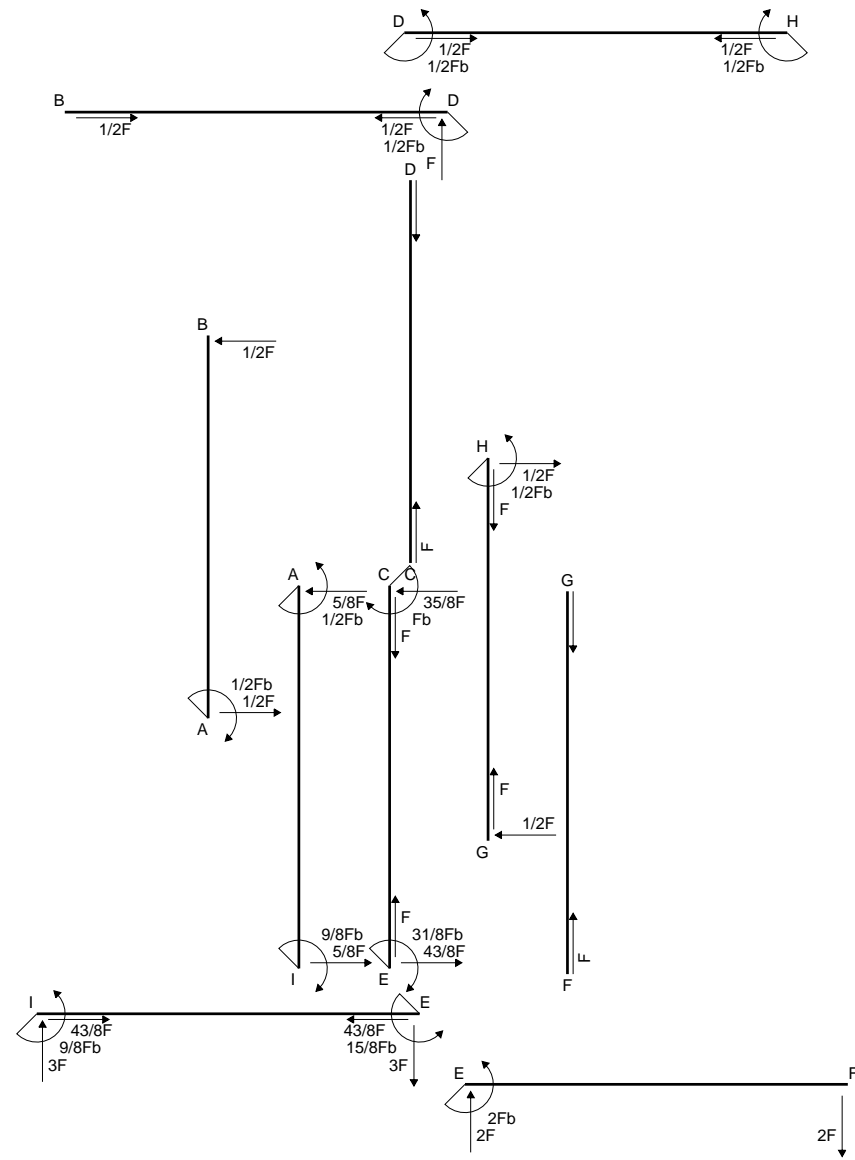 D H
1/2F 1/2F
1/2Fb 1/2Fb
B D
1/2F 1/2F
1/2Fb
F
D
B
1/2F
H
1/2F
1/2Fb
F
F
A C C G
5/8F 35/8F
1/2Fb Fb
F
1/2Fb
1/2F
A
F
1/2F
G
F
9/8Fb 31/8Fb
5/8F 43/8F
F
I E F
I E
43/8F 43/8F
9/8Fb 15/8Fb
3F 3F
E F
2Fb
2F 2F